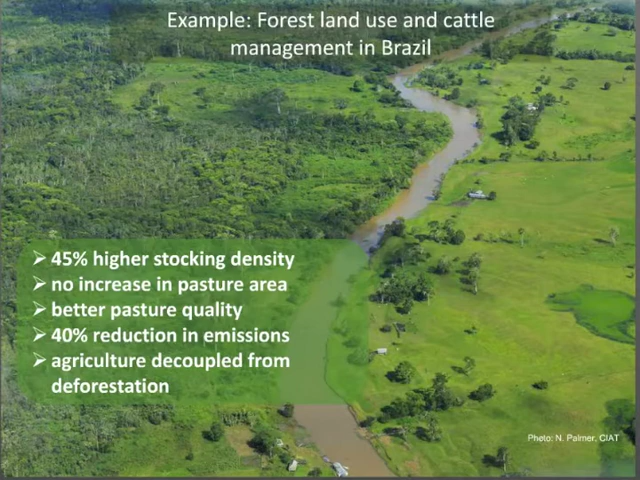 Example: Forest land use and cattle
management in Brazil
➢ 45% higher stocking density
➢ no increase in pasture area
➢ better pasture quality
➢ 40% reduction in emissions
➢ agriculture decoupled from
deforestation
Photo: N. Palmer. CIAT